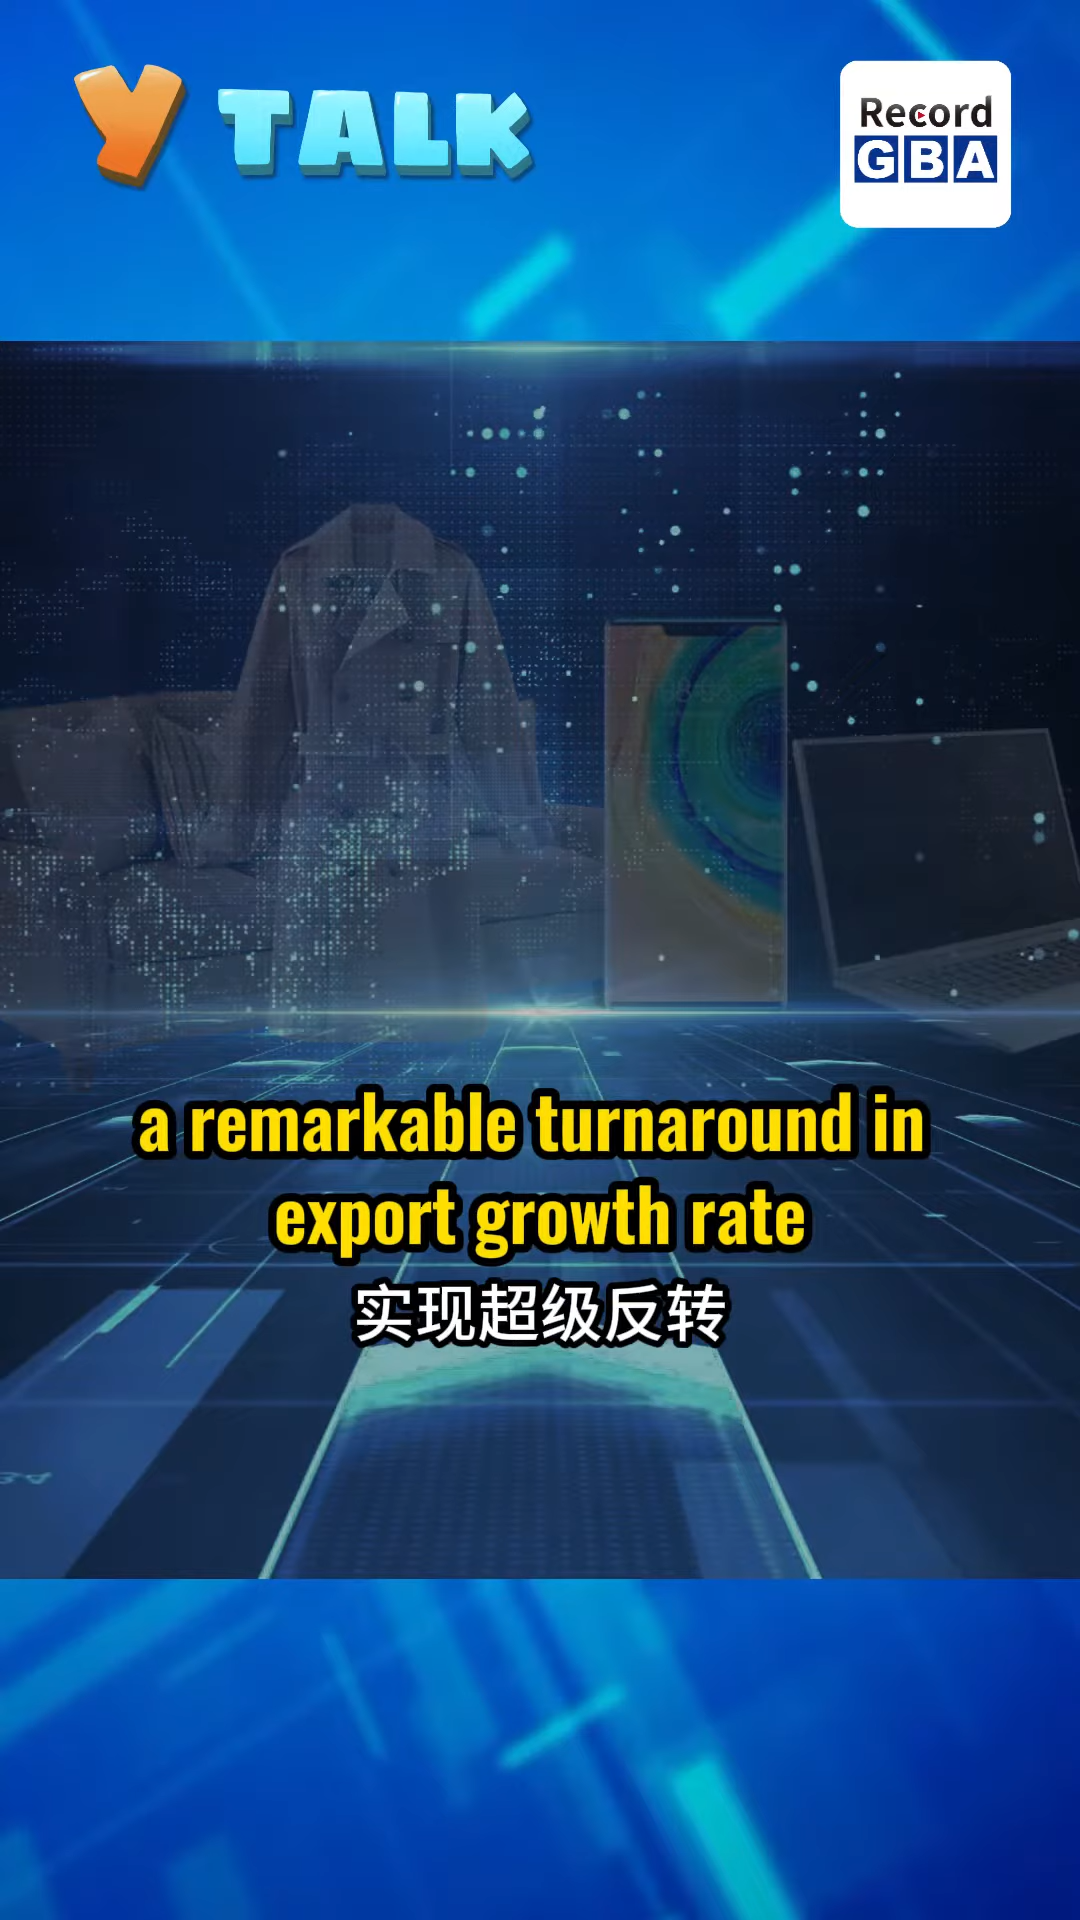 Y TALK
Record
GBA
a remarkable turnaround in
export growth rate
实现超级反转